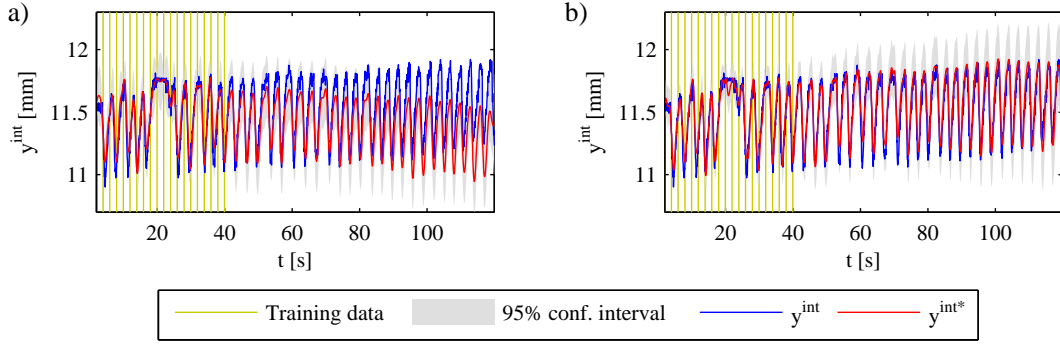 a)
12
11.5
11
y^int [mm]
20 40 60 80 100
t [s]
b)
12
11.5
11
y^int [mm]
20 40 60 80 100
t [s]
Training data 95% conf. interval y^int y^int*